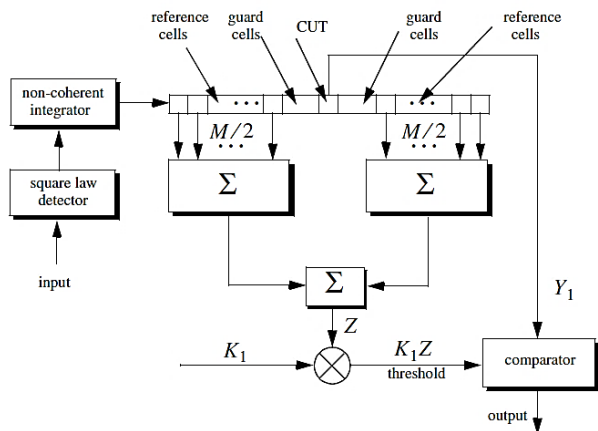 reference
cells
guard
cells
CUT
guard
cells
reference
cells
non-coherent
integrator
M/2
M/2
square law
detector
Σ
Σ
input
Σ
Z
Y1
K1
K1Z
threshold
comparator
output